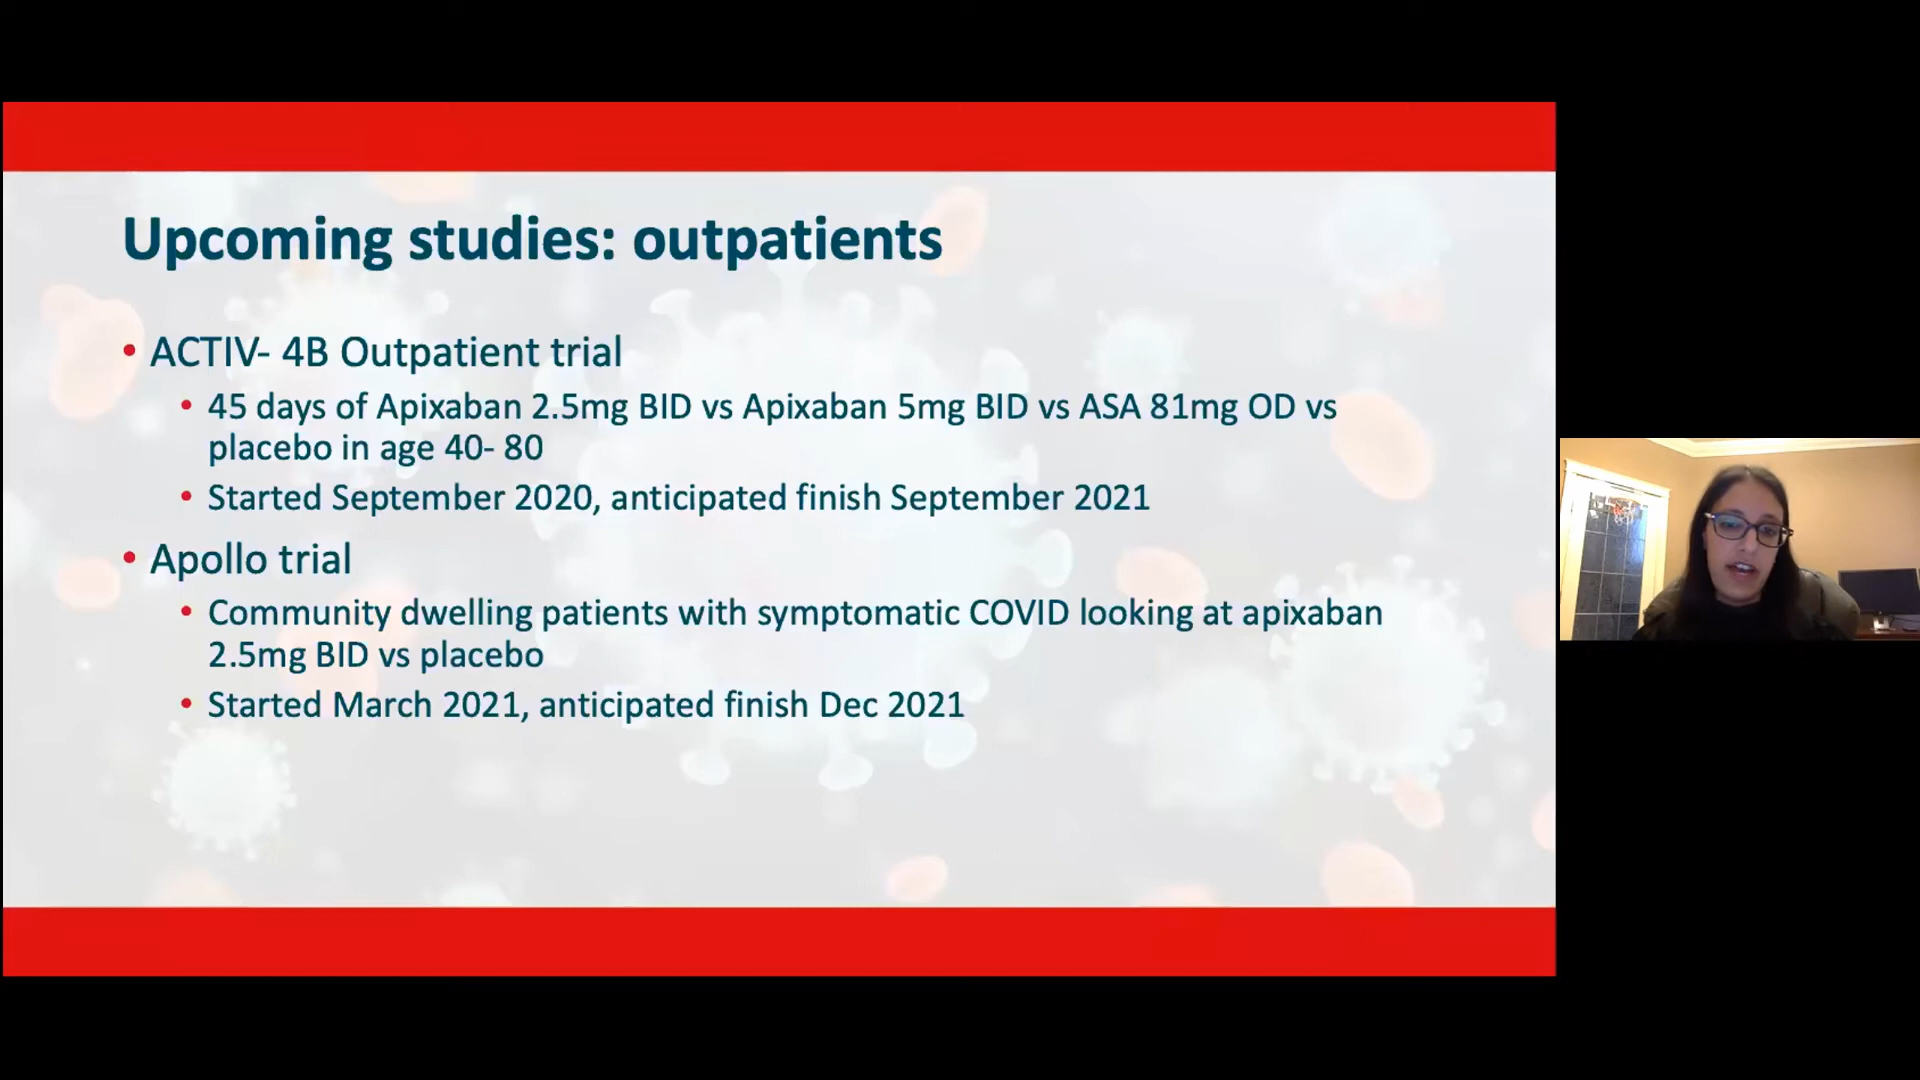 Upcoming studies: outpatients
• ACTIV- 4B Outpatient trial
• 45 days of Apixaban 2.5mg BID vs Apixaban 5mg BID vs ASA 81mg OD vs
placebo in age 40- 80
• Started September 2020, anticipated finish September 2021
• Apollo trial
• Community dwelling patients with symptomatic COVID looking at apixaban
2.5mg BID vs placebo
• Started March 2021, anticipated finish Dec 2021